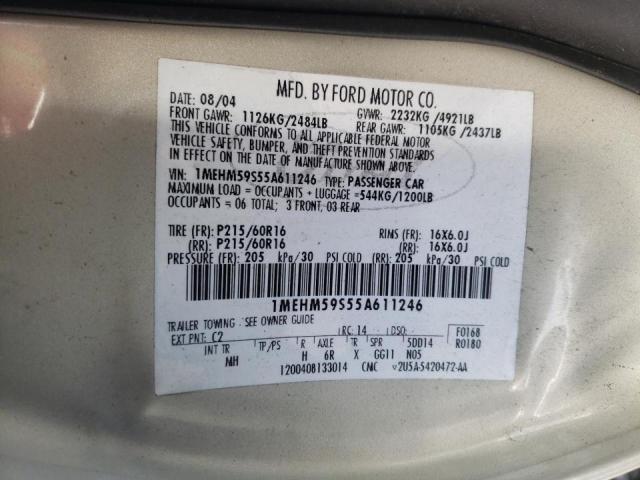 MFD. BY FORD MOTOR CO.
DATE: 08/04 GVWR: 2232KG /4921LB
FRONT GAWR: 1126KG/2484LB REAR GAWR: 1105KG /2437LB
THIS VEHICLE CONFORMS TO ALL APPLICABLE FEDERAL MOTOR
VEHICLE SAFETY, BUMPER, AND THEFT PREVENTION STANDARDS
IN EFFECT ON THE DATE OF MANUFACTURE SHOWN ABOVE.
VIN: 1MEHM59S55A611246 TYPE: PASSENGER CAR
MAXIMUM LOAD = OCCUPANTS + LUGGAGE = 544KG/1200LB
OCCUPANTS = 06 TOTAL; 3 FRONT, 03 REAR
TIRE (FR): P215/60R16 RIMS (FR): 16X6.0J
(RR): P215/60R16 (RR): 16X6.0J
PRESSURE (FR): 205 kPa/30 PSI COLD (RR): 205 kPa/30 PSI COLD
1MEHM59S55A611246
TRAILER TOWING - SEE OWNER GUIDE
EXT PNT: C2 RC: 14 DSO: F0168
INT TR TP/PS R AXLE TR SPR 5DD14 R0180
MH H 6R X GG11 N05
1200408133014 CMC v2U5A-5420472-AA